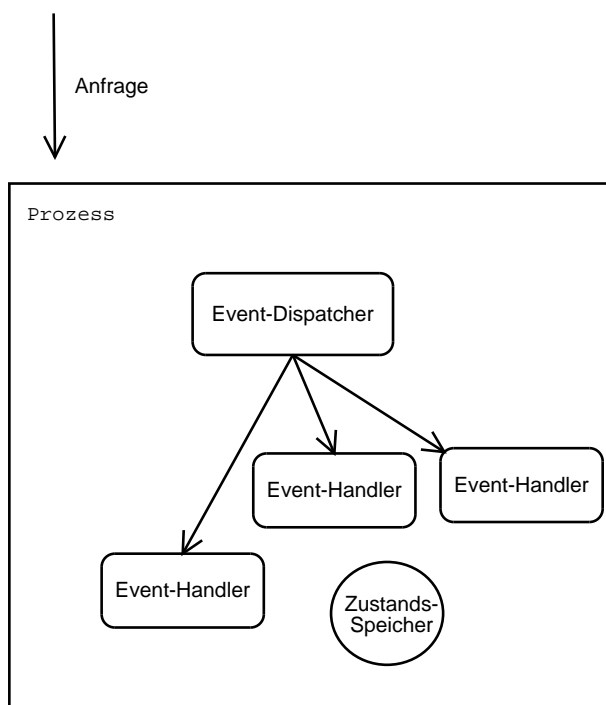 Anfrage
Prozess
Event-Dispatcher
Event-Handler
Event-Handler
Event-Handler
Zustands-
Speicher